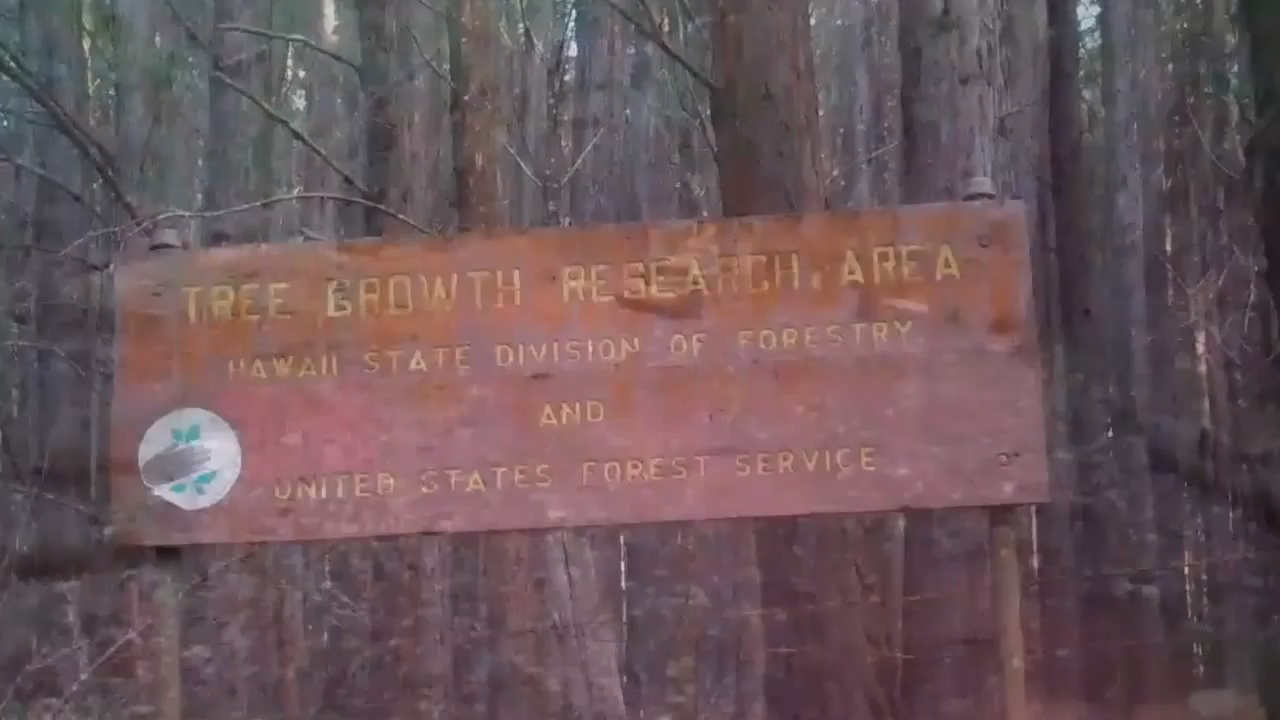 TREE GROWTH RESEARCH AREA
HAWAII STATE DIVISION OF FORESTRY
AND
UNITED STATES FOREST SERVICE